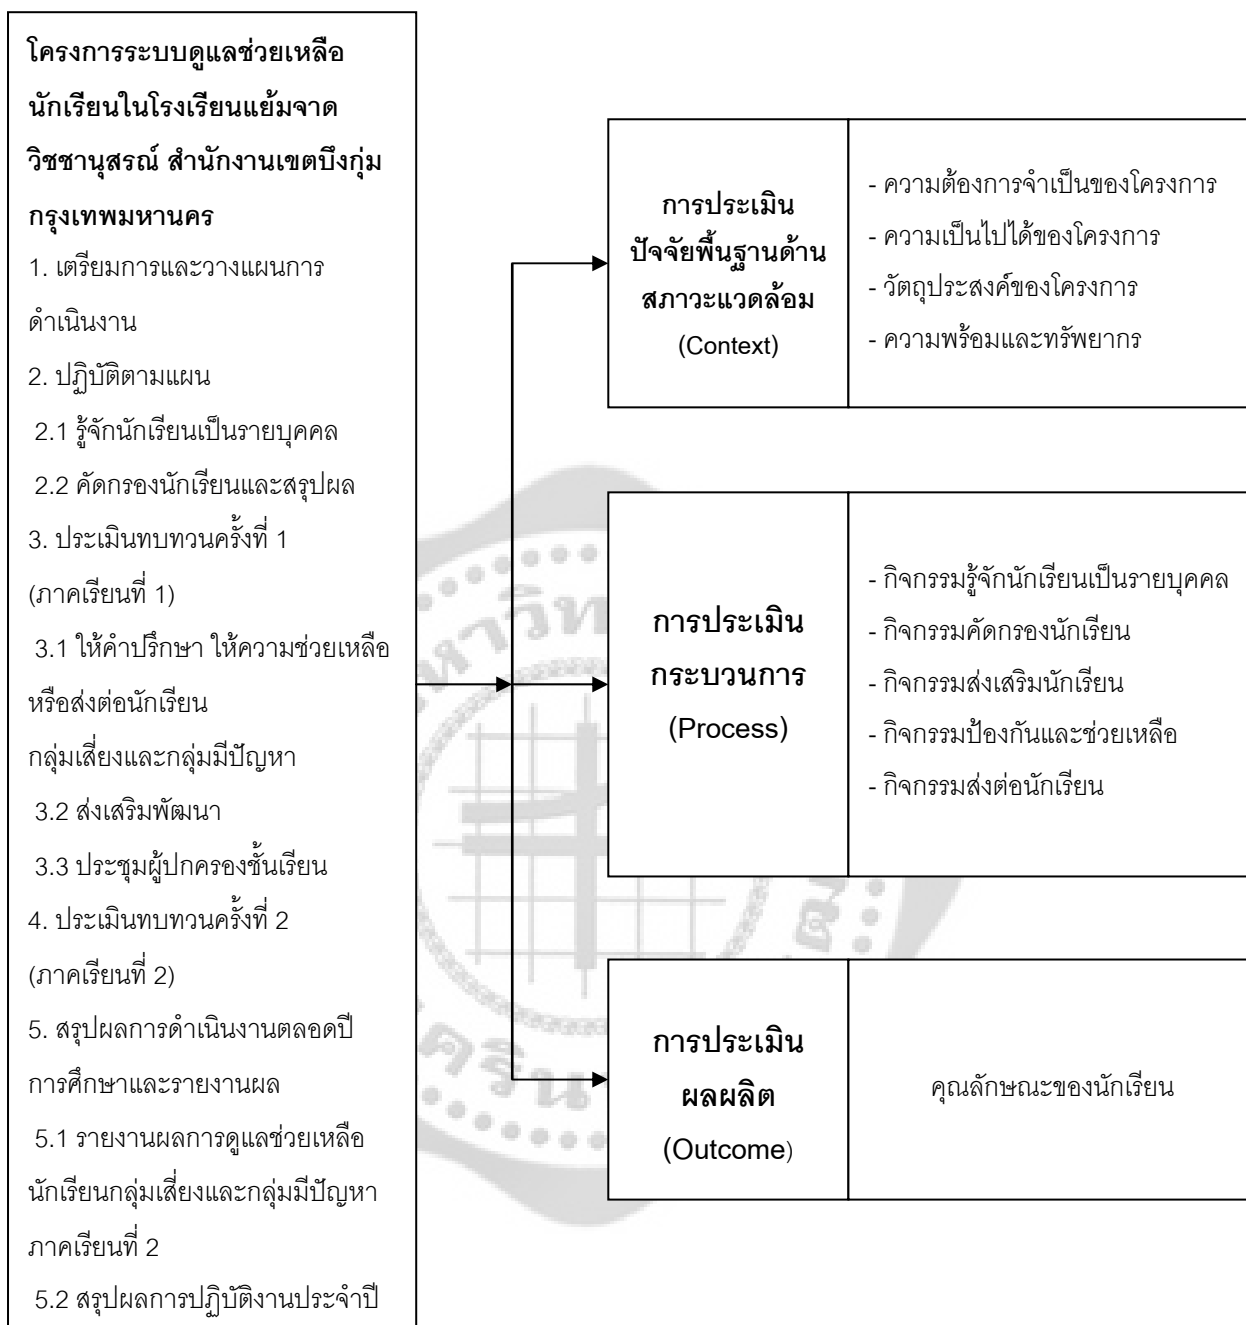 โครงการระบบดูแลช่วยเหลือ
นักเรียนในโรงเรียนแย้มจาด
วิชชานุสรณ์ สำนักงานเขตบึงกุ่ม
กรุงเทพมหานคร
1. เตรียมการและวางแผนการ
ดำเนินงาน
2. ปฏิบัติตามแผน
2.1 รู้จักนักเรียนเป็นรายบุคคล
2.2 คัดกรองนักเรียนและสรุปผล
3. ประเมินทบทวนครั้งที่ 1
(ภาคเรียนที่ 1)
3.1 ให้คำปรึกษา ให้ความช่วยเหลือ
หรือส่งต่อนักเรียน
กลุ่มเสี่ยงและกลุ่มมีปัญหา
3.2 ส่งเสริมพัฒนา
3.3 ประชุมผู้ปกครองชั้นเรียน
4. ประเมินทบทวนครั้งที่ 2
(ภาคเรียนที่ 2)
5. สรุปผลการดำเนินงานตลอดปี
การศึกษาและรายงานผล
5.1 รายงานผลการดูแลช่วยเหลือ
นักเรียนกลุ่มเสี่ยงและกลุ่มมีปัญหา
ภาคเรียนที่ 2
5.2 สรุปผลการปฏิบัติงานประจำปี
การประเมิน
ปัจจัยพื้นฐานด้าน
สภาวะแวดล้อม
(Context)
- ความต้องการจำเป็นของโครงการ
- ความเป็นไปได้ของโครงการ
- วัตถุประสงค์ของโครงการ
- ความพร้อมและทรัพยากร
การประเมิน
กระบวนการ
(Process)
- กิจกรรมรู้จักนักเรียนเป็นรายบุคคล
- กิจกรรมคัดกรองนักเรียน
- กิจกรรมส่งเสริมนักเรียน
- กิจกรรมป้องกันและช่วยเหลือ
- กิจกรรมส่งต่อนักเรียน
การประเมิน
ผลผลิต
(Outcome)
คุณลักษณะของนักเรียน